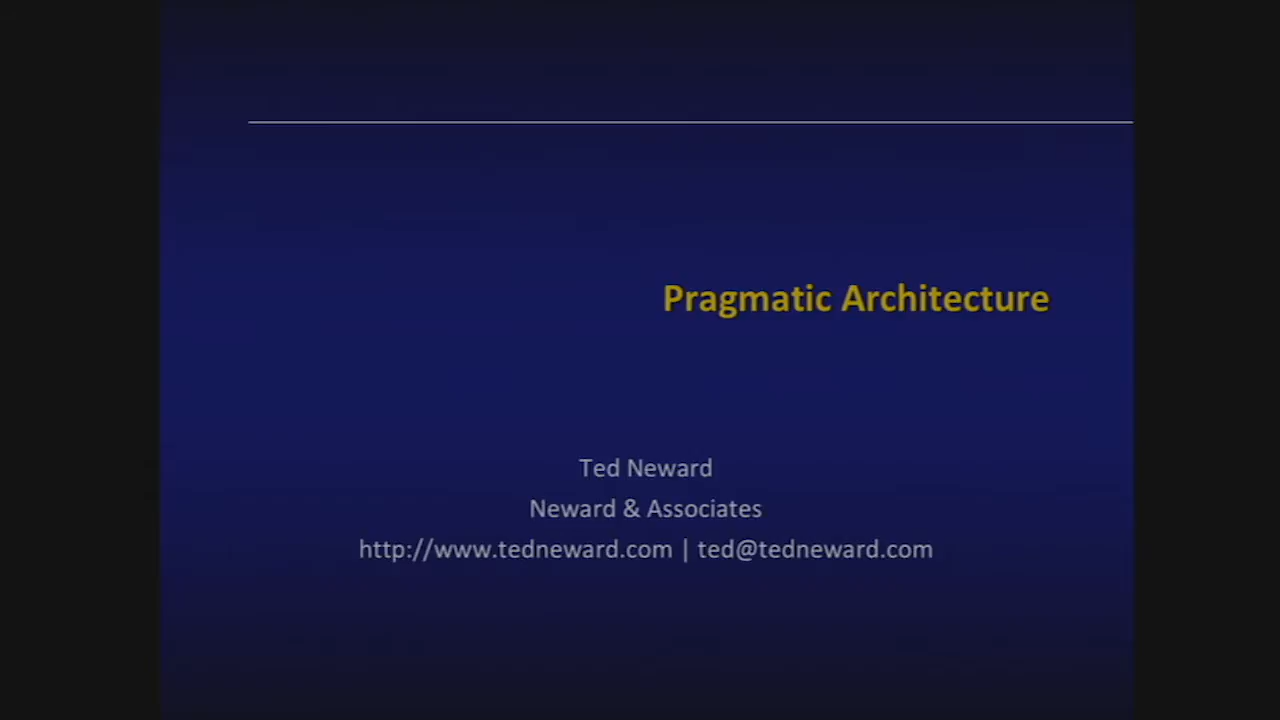 Pragmatic Architecture
Ted Neward
Neward & Associates
http://www.tedneward.com | ted@tedneward.com